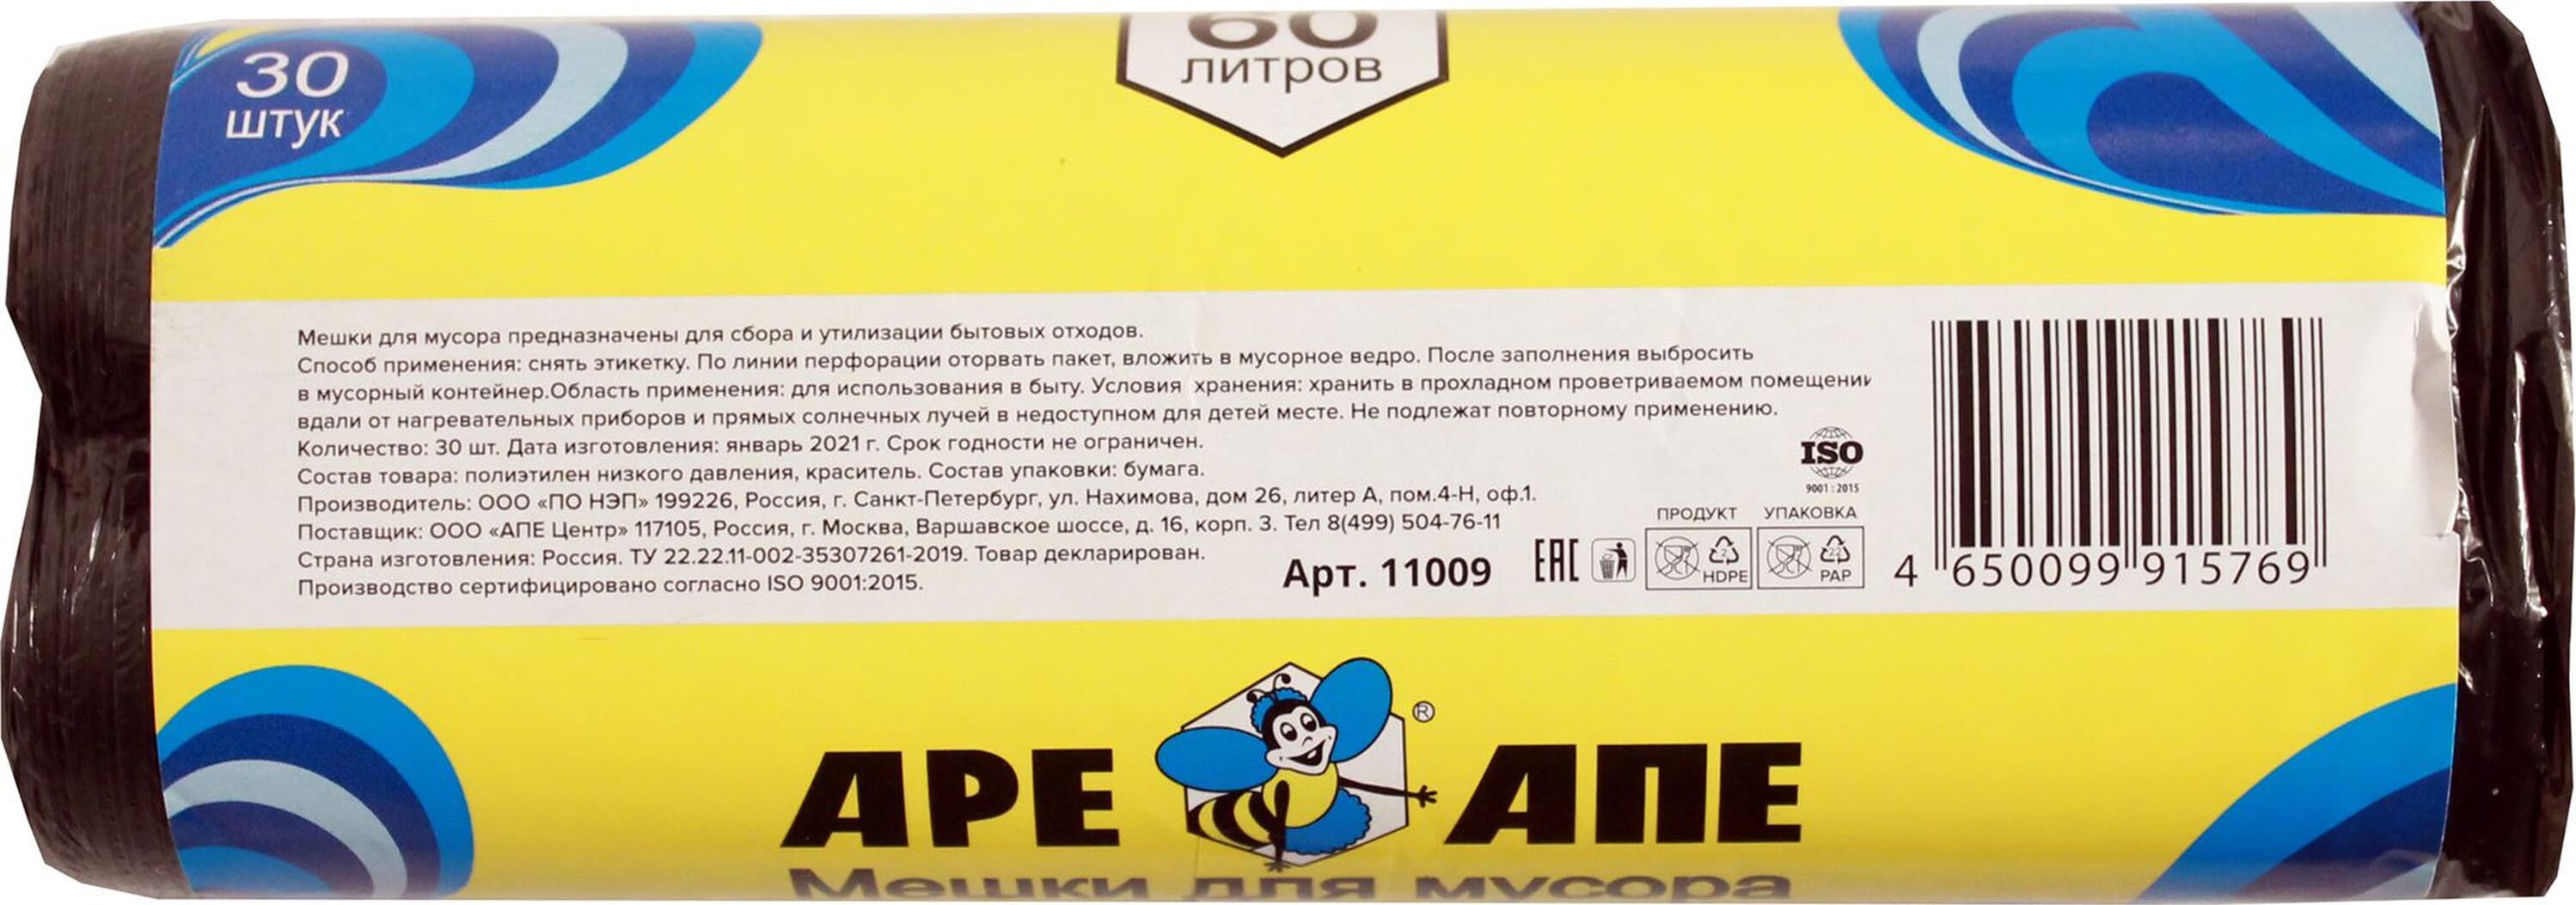 30
штук
60
литров
Мешки для мусора предназначены для сбора и утилизации бытовых отходов.
Способ применения: снять этикетку. По линии перфорации оторвать пакет, вложить в мусорное ведро. После заполнения выбросить
в мусорный контейнер.Область применения: для использования в быту. Условия хранения: хранить в прохладном проветриваемом помещении
вдали от нагревательных приборов и прямых солнечных лучей в недоступном для детей месте. Не подлежат повторному применению.
Количество: 30 шт. Дата изготовления: январь 2021 г. Срок годности не ограничен.
Состав товара: полиэтилен низкого давления, краситель. Состав упаковки: бумага.
Производитель: ООО «ПО НЭП» 199226, Россия, г. Санкт-Петербург, ул. Нахимова, дом 26, литер А, пом.4-Н, оф.1.
Поставщик: ООО «АПЕ Центр» 117105, Россия, г. Москва, Варшавское шоссе, д. 16, корп. 3. Тел 8(499) 504-76-11
Страна изготовления: Россия. ТУ 22.22.11-002-35307261-2019. Товар декларирован.
Производство сертифицировано согласно ISO 9001:2015.
Арт. 11009
EAC
ISO
9001 : 2015
ПРОДУКТ УПАКОВКА
2 HDPE 22 PAP
4 650099 915769
APE ® АПЕ
Мешки для мусора